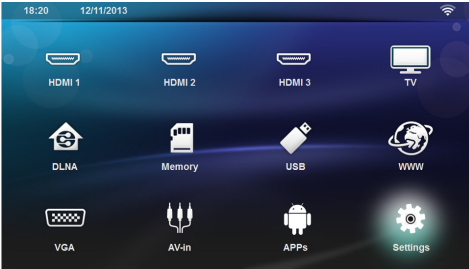 18:20 12/11/2013
HDMI 1 HDMI 2 HDMI 3 TV
DLNA Memory USB WWW
VGA AV-in APPs Settings